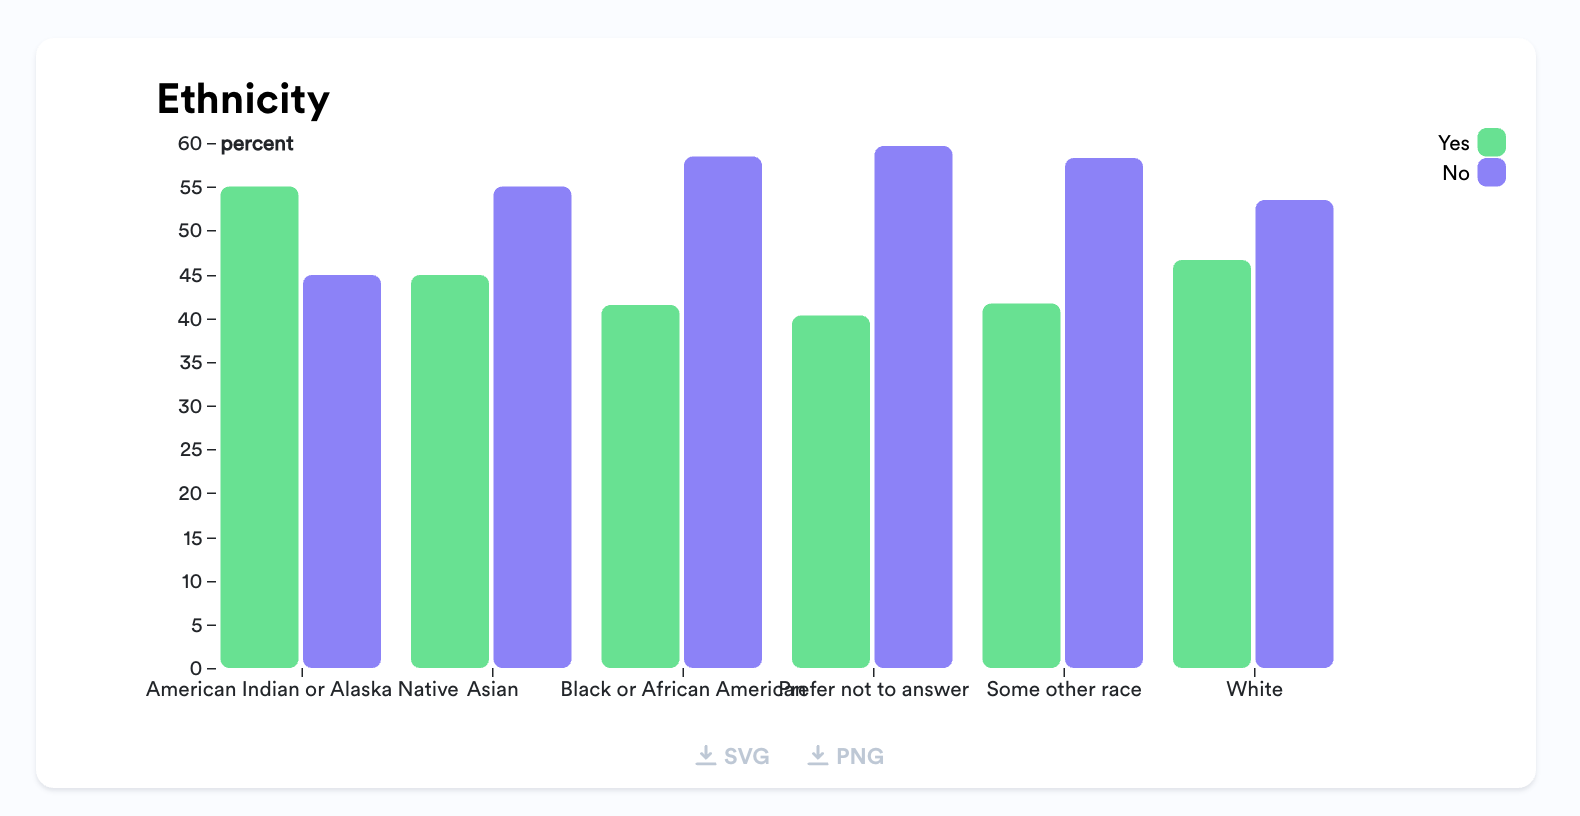 Ethnicity
percent
Yes
No
60
55
50
45
40
35
30
25
20
15
10
5
0
American Indian or Alaska Native
Asian
Black or African American
Prefer not to answer
Some other race
White
SVG
PNG